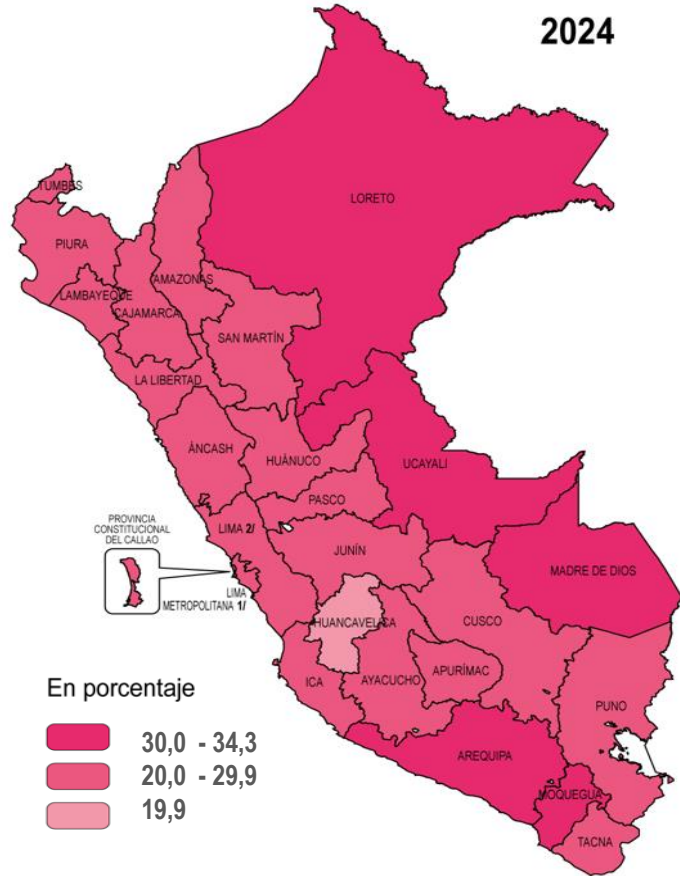 2024
LORETO
TUMBES
PIURA
AMAZONAS
LAMBAYEQUE
CAJAMARCA
SAN MARTÍN
LA LIBERTAD
ÁNCASH
HUÁNUCO
UCAYALI
PASCO
PROVINCIA
CONSTITUCIONAL
DEL CALLAO
LIMA 2/
JUNÍN
MADRE DE DIOS
LIMA
METROPOLITANA 1/
HUANCAVELICA
CUSCO
APURÍMAC
ICA
AYACUCHO
PUNO
En porcentaje
30,0 - 34,3
20,0 - 29,9
19,9
AREQUIPA
MOQUEGUA
TACNA